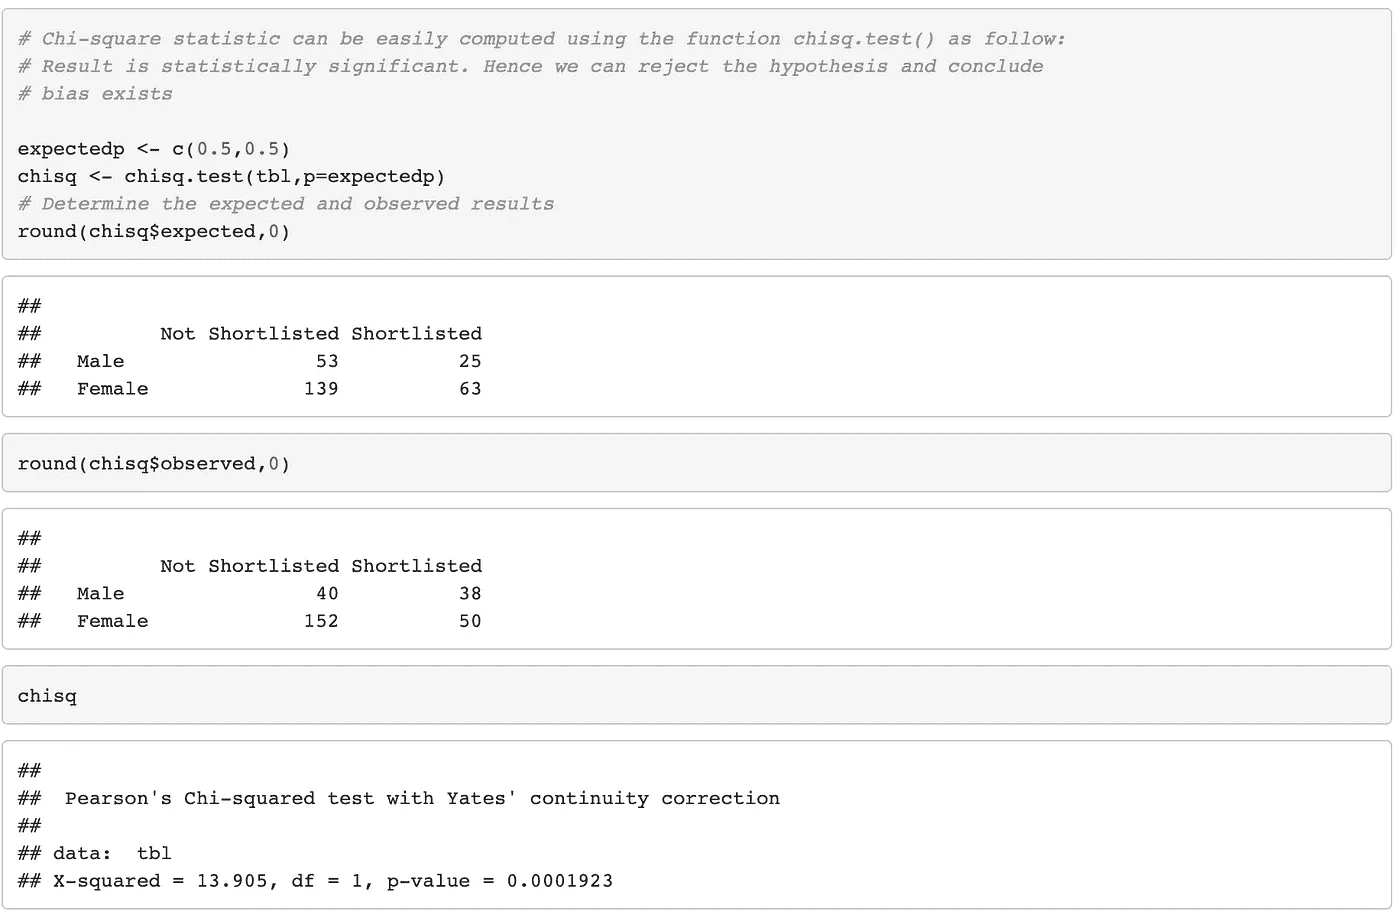 # Chi-square statistic can be easily computed using the function chisq.test() as follow:
# Result is statistically significant. Hence we can reject the hypothesis and conclude
# bias exists
expectedp <- c(0.5,0.5)
chisq <- chisq.test(tbl,p=expectedp)
# Determine the expected and observed results
round(chisq$expected,0)
##
##          Not Shortlisted Shortlisted
##   Male                53          25
##   Female             139          63
round(chisq$observed,0)
##
##          Not Shortlisted Shortlisted
##   Male                40          38
##   Female             152          50
chisq
##
##  Pearson's Chi-squared test with Yates' continuity correction
##
## data:  tbl
## X-squared = 13.905, df = 1, p-value = 0.0001923